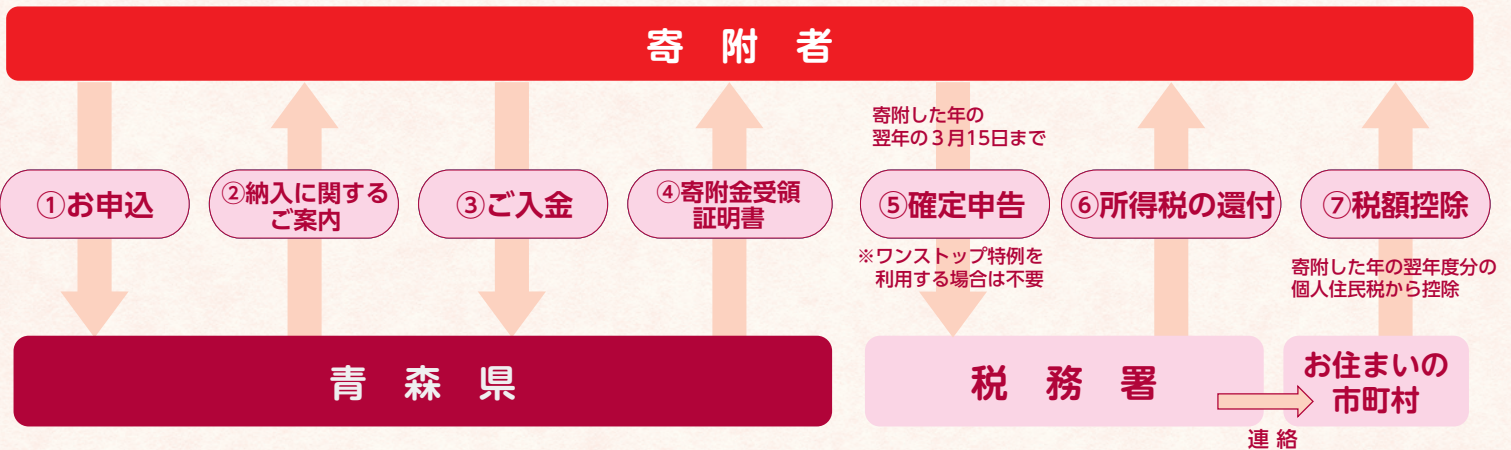 寄附者
寄附した年の
翌年の3月15日まで
①お申込
②納入に関する
ご案内
③ご入金
④寄附金受領
証明書
⑤確定申告
⑥所得税の還付
⑦税額控除
※ワンストップ特例を
利用する場合は不要
寄附した年の翌年度分の
個人住民税から控除
青森県
税務署
お住まいの
市町村
連絡